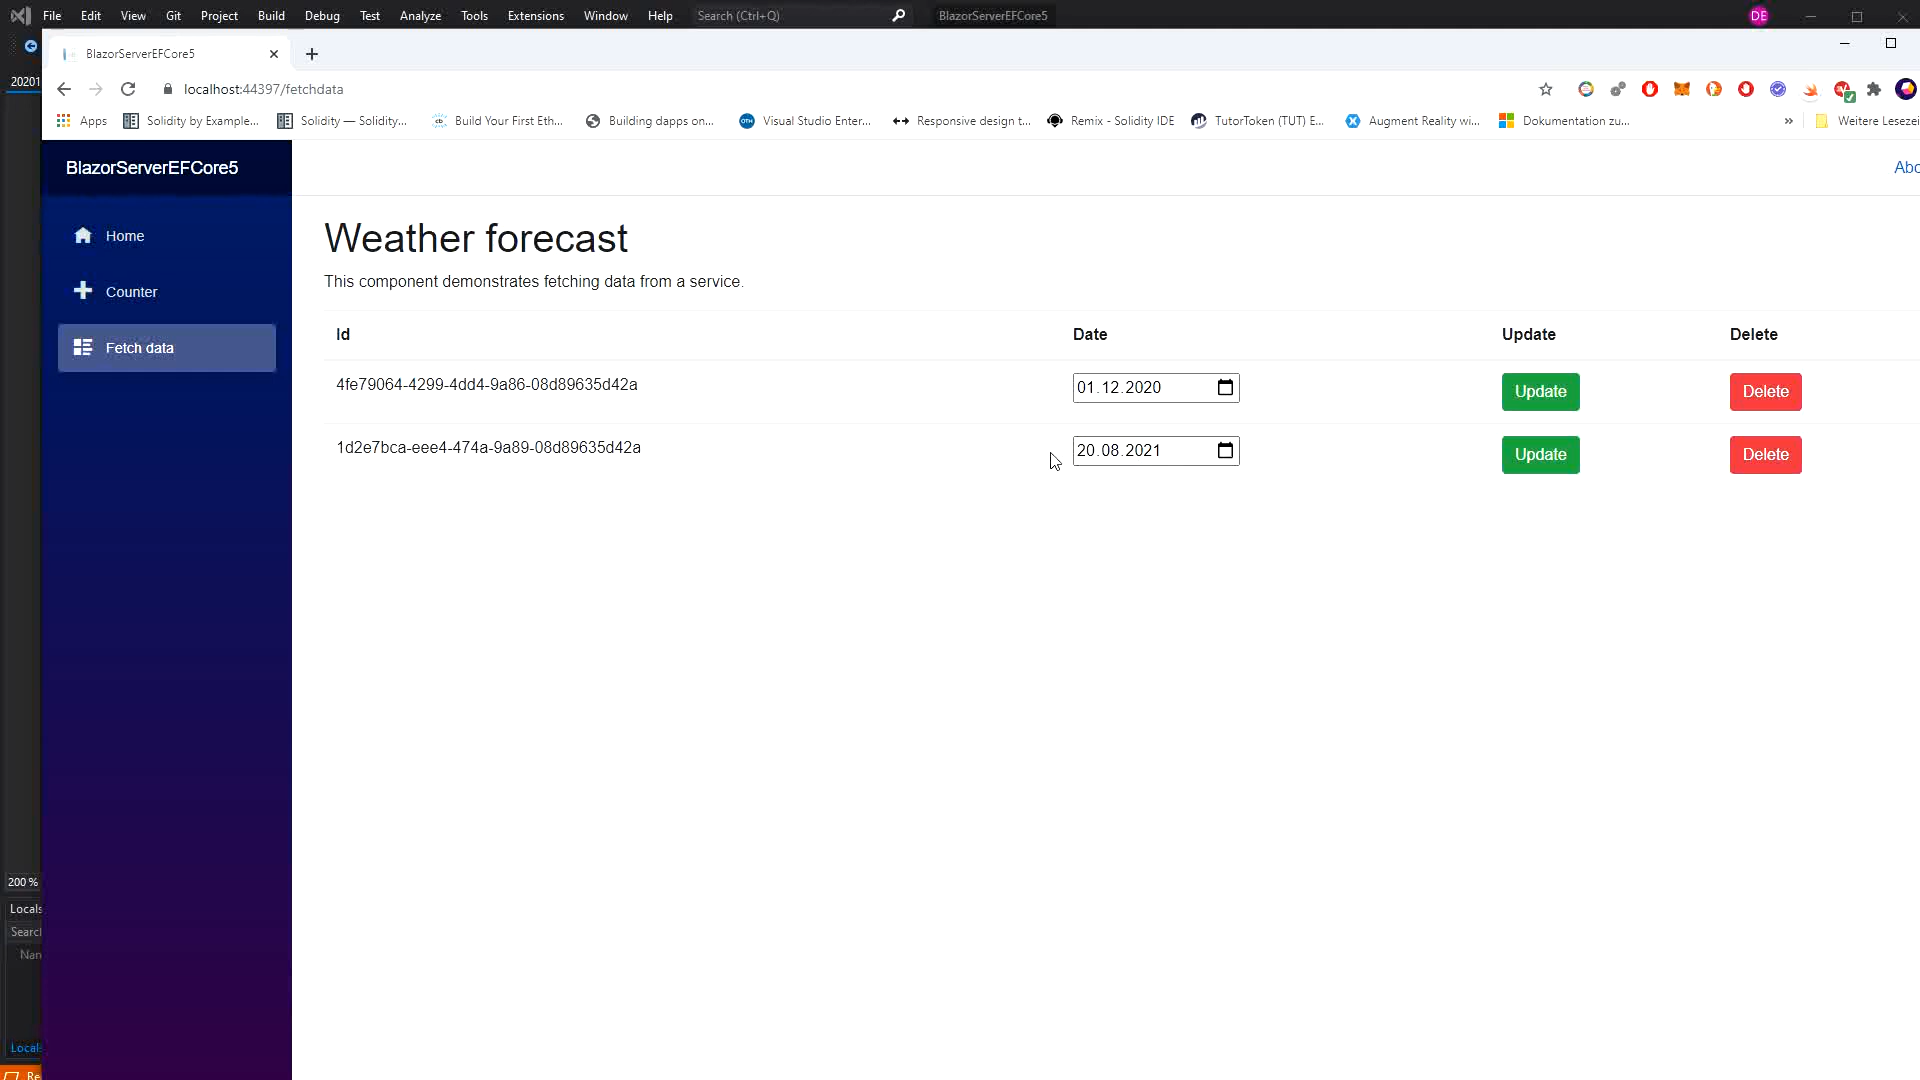 File Edit View Git Project Build Debug Test Analyze Tools Extensions Window Help Search (Ctrl+Q) BlazorServerEFCore5 DE
BlazorServerEFCore5
20201
localhost:44397/fetchdata
Apps Solidity by Example... Solidity — Solidity... Build Your First Eth... Building dapps on... Visual Studio Enter... Responsive design t... Remix - Solidity IDE TutorToken (TUT) E... Augment Reality wi... Dokumentation zu... » Weitere Lesezei
BlazorServerEFCore5
Abo
Home
Counter
Fetch data
Weather forecast
This component demonstrates fetching data from a service.
Id Date Update Delete
4fe79064-4299-4dd4-9a86-08d89635d42a 01.12.2020 Update Delete
1d2e7bca-eee4-474a-9a89-08d89635d42a 20.08.2021 Update Delete
200 %
Locals
Search
Nam
Locals
Re